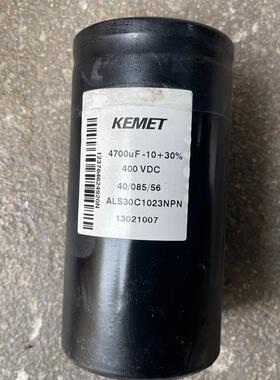 KEMET
4700uF -10+30%
400 VDC
40/085/56
ALS30C1023NPN
13021007